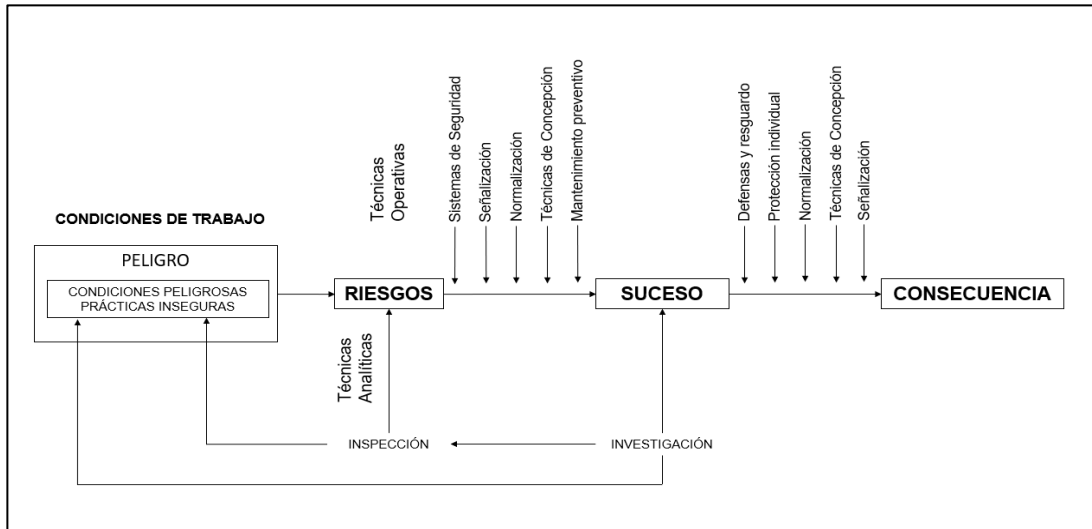 CONDICIONES DE TRABAJO
PELIGRO
CONDICIONES PELIGROSAS
PRÁCTICAS INSEGURAS
RIESGOS
Técnicas
Operativas
Técnicas
Analíticas
Sistemas de Seguridad
Señalización
Normalización
Técnicas de Concepción
Mantenimiento preventivo
SUCESO
Defensas y resguardo
Protección individual
Normalización
Técnicas de Concepción
Señalización
CONSECUENCIA
INSPECCIÓN
INVESTIGACIÓN